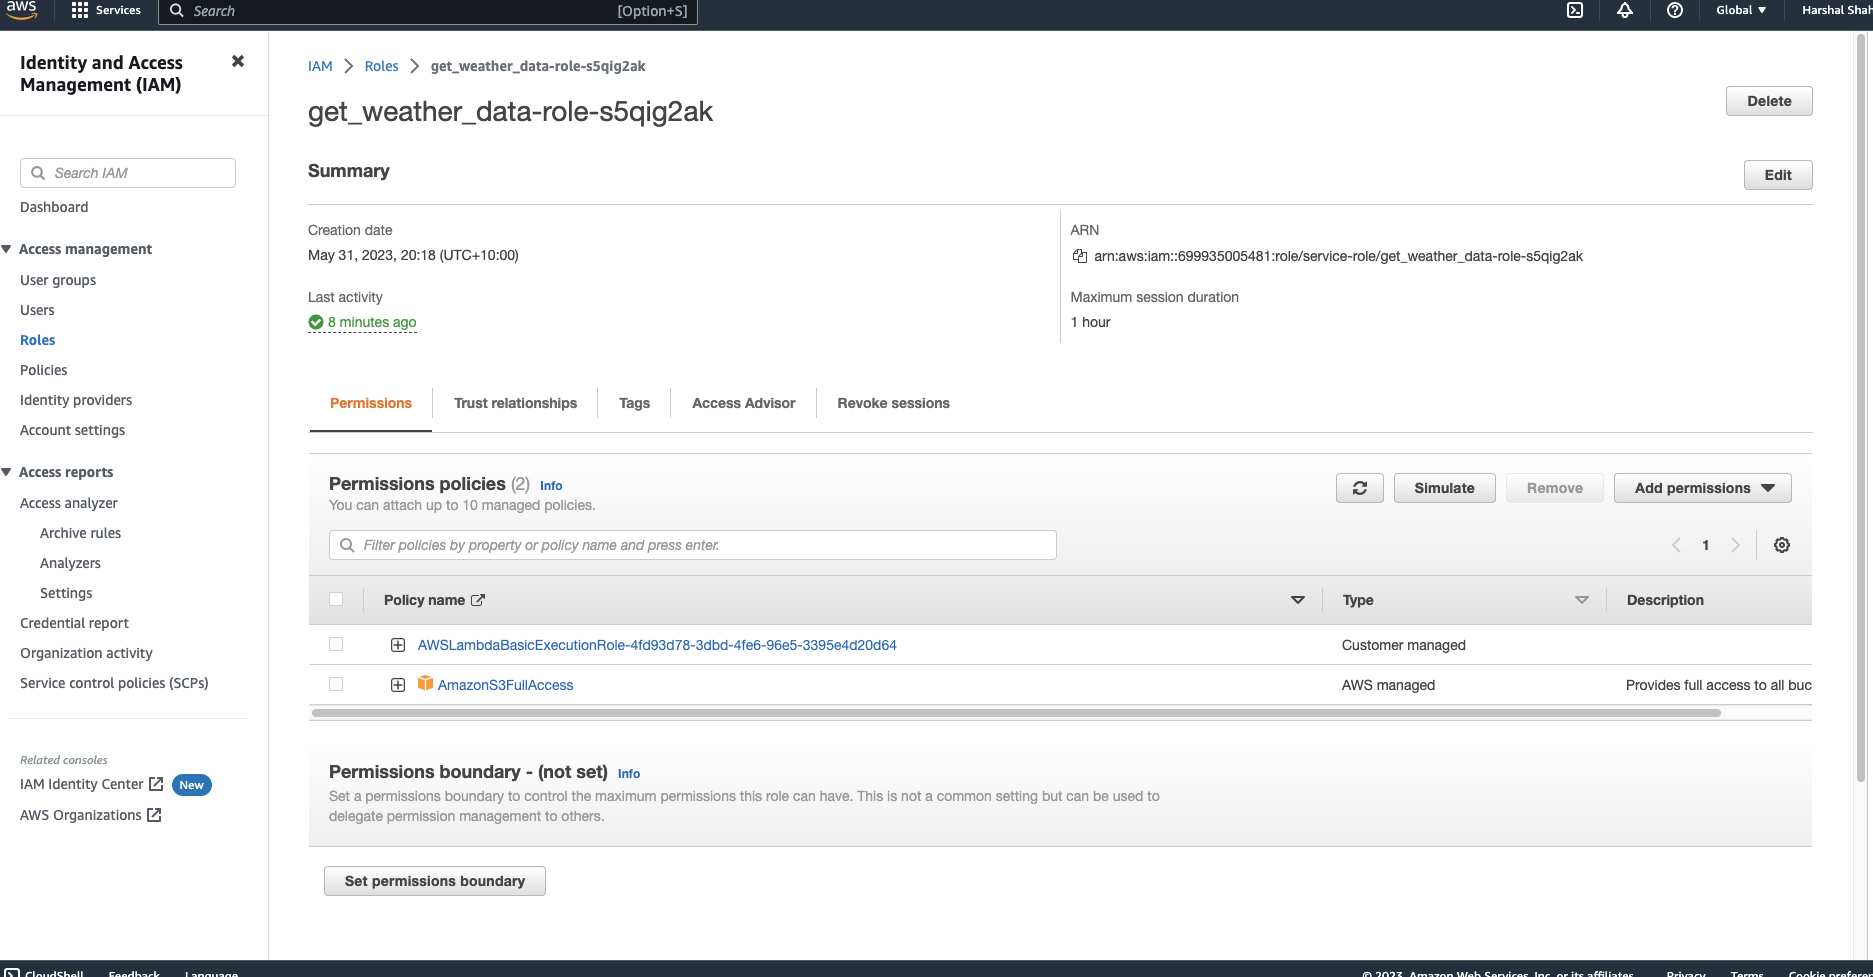 aws
Services
Search
[Option+S]
Global
Harshal Shah
Identity and Access
Management (IAM)
Search IAM
Dashboard
Access management
User groups
Users
Roles
Policies
Identity providers
Account settings
Access reports
Access analyzer
Archive rules
Analyzers
Settings
Credential report
Organization activity
Service control policies (SCPs)
Related consoles
IAM Identity Center New
AWS Organizations
IAM Roles get_weather_data-role-s5qig2ak
get_weather_data-role-s5qig2ak
Delete
Summary
Edit
Creation date
May 31, 2023, 20:18 (UTC+10:00)
ARN
arn:aws:iam::699935005481:role/service-role/get_weather_data-role-s5qig2ak
Last activity
8 minutes ago
Maximum session duration
1 hour
Permissions
Trust relationships
Tags
Access Advisor
Revoke sessions
Permissions policies (2) Info
You can attach up to 10 managed policies.
Simulate
Remove
Add permissions
Filter policies by property or policy name and press enter.
1
Policy name
Type
Description
AWSLambdaBasicExecutionRole-4fd93d78-3dbd-4fe6-96e5-3395e4d20d64
Customer managed
AmazonS3FullAccess
AWS managed
Provides full access to all buc
Permissions boundary - (not set) Info
Set a permissions boundary to control the maximum permissions this role can have. This is not a common setting but can be used to
delegate permission management to others.
Set permissions boundary
CloudShell
Feedback
Language
© 2023, Amazon Web Services, Inc. or its affiliates.
Privacy
Terms
Cookie preferen